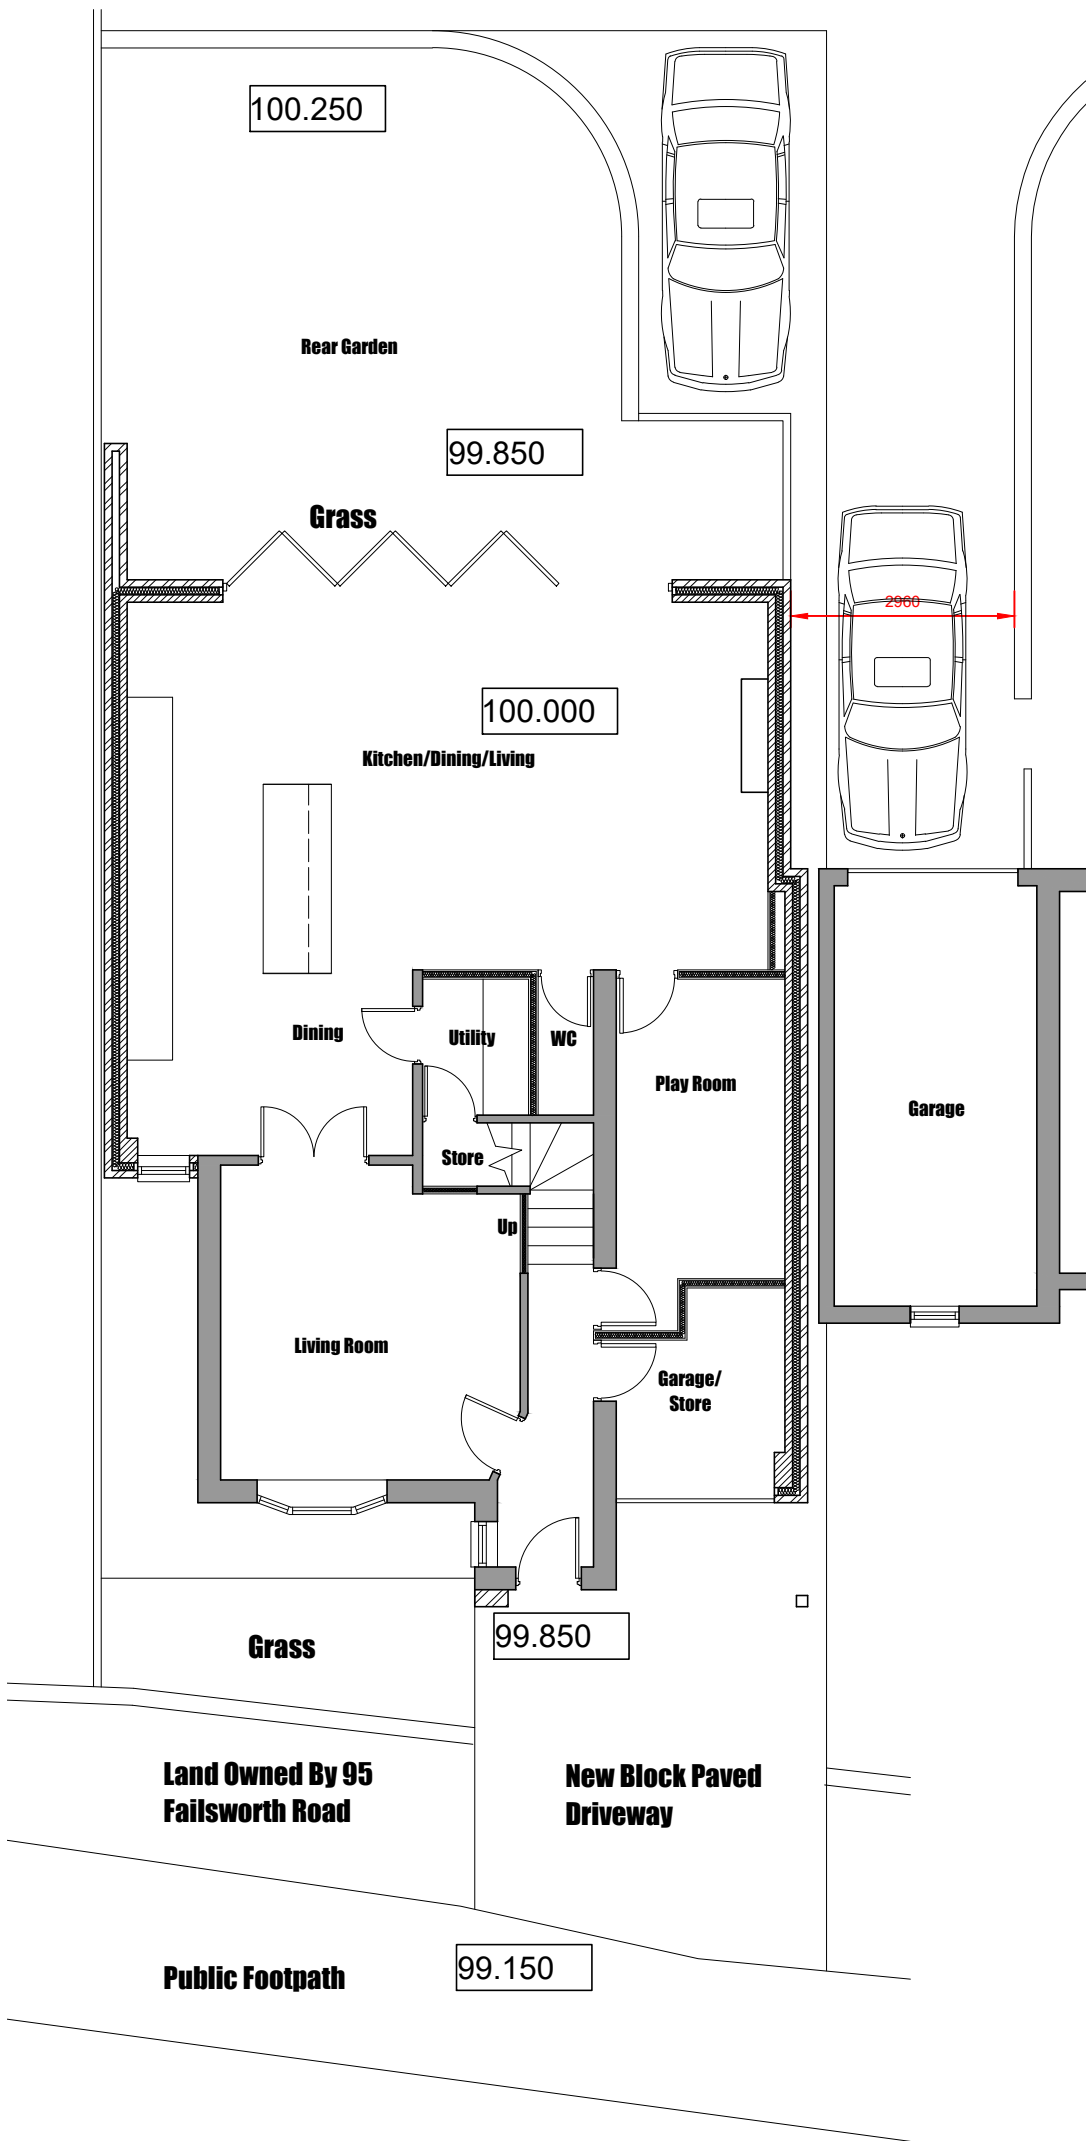 100.250
Rear Garden
99.850
Grass
2960
100.000
Kitchen/Dining/Living
Dining
Utility
WC
Play Room
Garage
Store
Up
Living Room
Garage/
Store
99.850
Grass
Land Owned By 95
Failsworth Road
New Block Paved
Driveway
99.150
Public Footpath